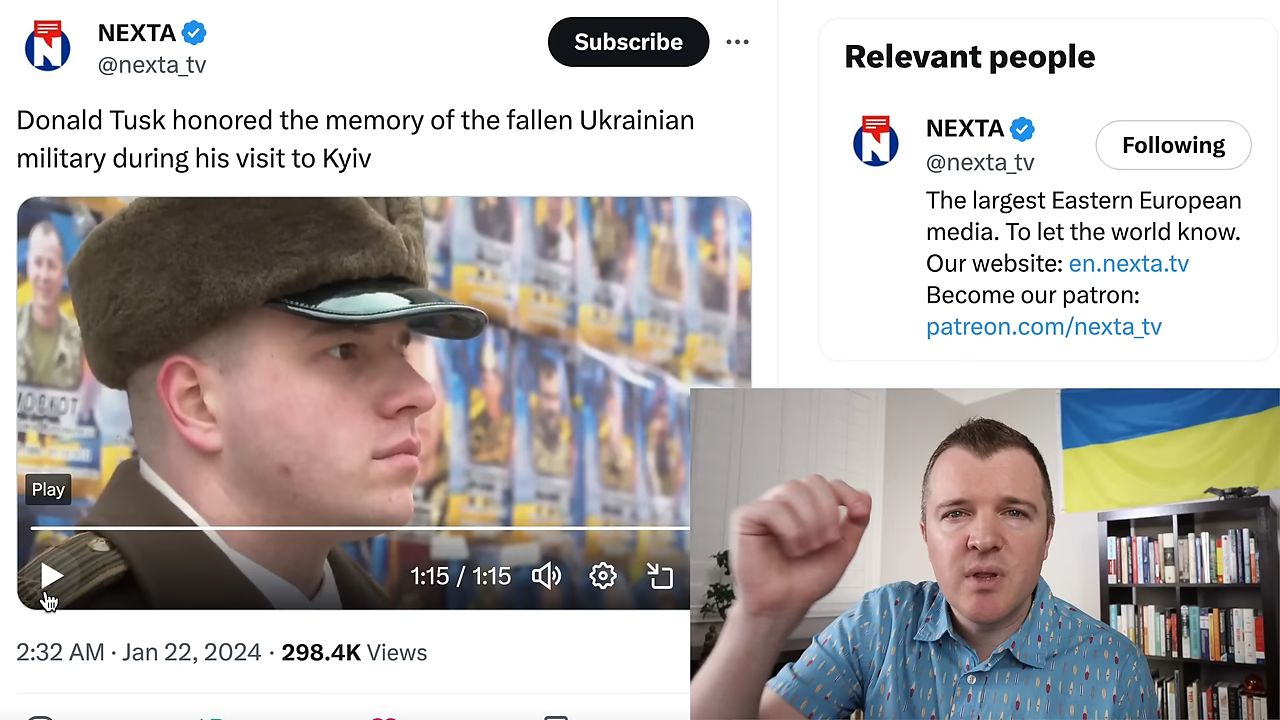 NEXTA
@nexta_tv
Subscribe
Donald Tusk honored the memory of the fallen Ukrainian
military during his visit to Kyiv
Play
1:15 / 1:15
2:32 AM · Jan 22, 2024 · 298.4K Views
Relevant people
NEXTA
@nexta_tv
Following
The largest Eastern European
media. To let the world know.
Our website: en.nexta.tv
Become our patron:
patreon.com/nexta_tv